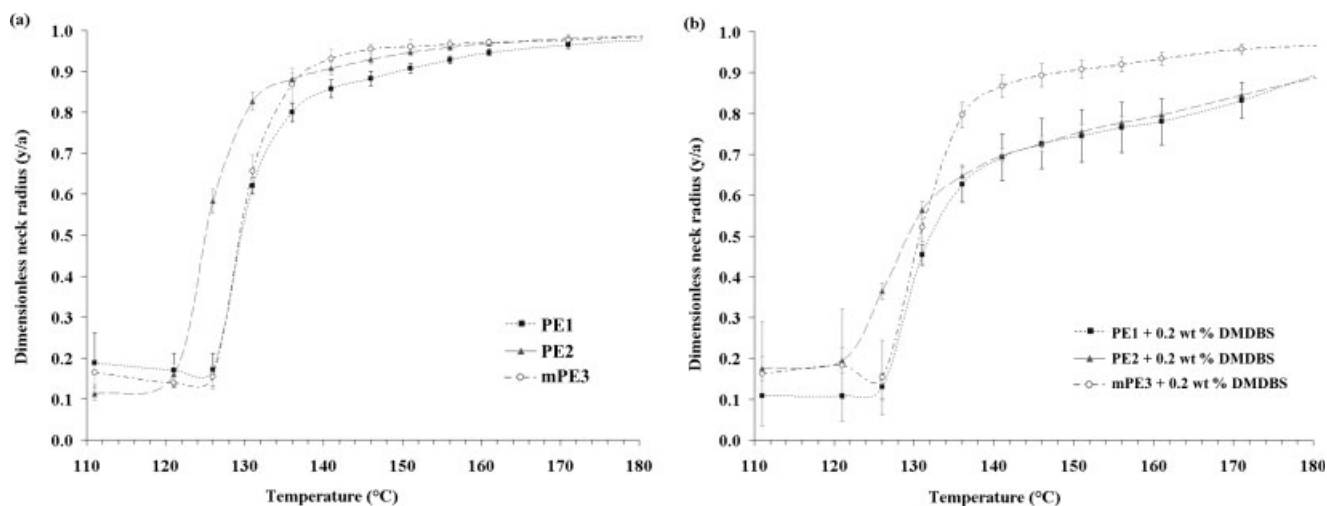 (a)
Dimensionless neck radius (y/a)
1.0
0.9
0.8
0.7
0.6
0.5
0.4
0.3
0.2
0.1
0.0
110 120 130 140 150 160 170 180
Temperature (°C)
PE1
PE2
mPE3
(b)
Dimensionless neck radius (y/a)
1.0
0.9
0.8
0.7
0.6
0.5
0.4
0.3
0.2
0.1
0.0
110 120 130 140 150 160 170 180
Temperature (°C)
PE1 + 0.2 wt % DMDBS
PE2 + 0.2 wt % DMDBS
mPE3 + 0.2 wt % DMDBS